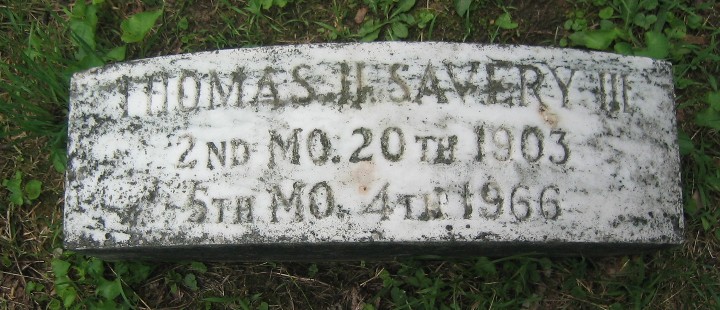 THOMAS H. SAVERY III
2ND MO. 20TH 1903
5TH MO. 4TH 1966